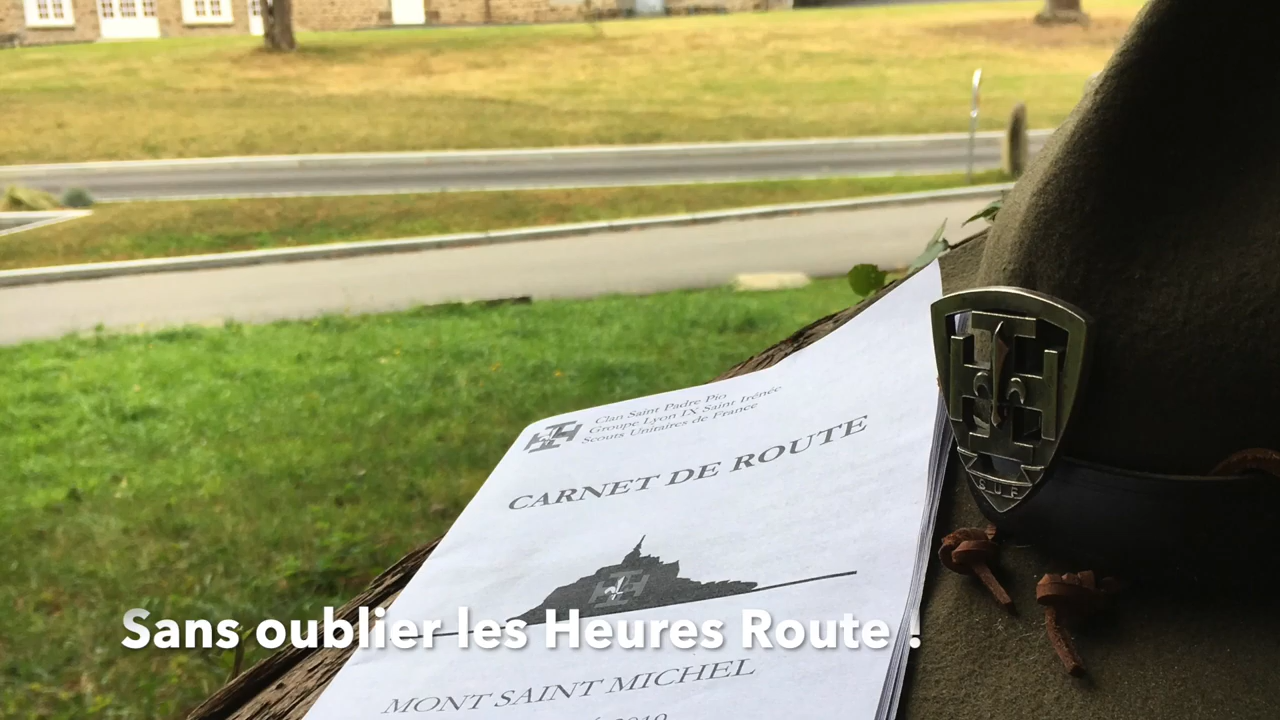 Clan Saint Padre Pio
Groupe Lyon IX Saint Irénée
Scouts Unitaires de France
CARNET DE ROUTE
S.U.F
Sans oublier les Heures Route !
MONT SAINT MICHEL